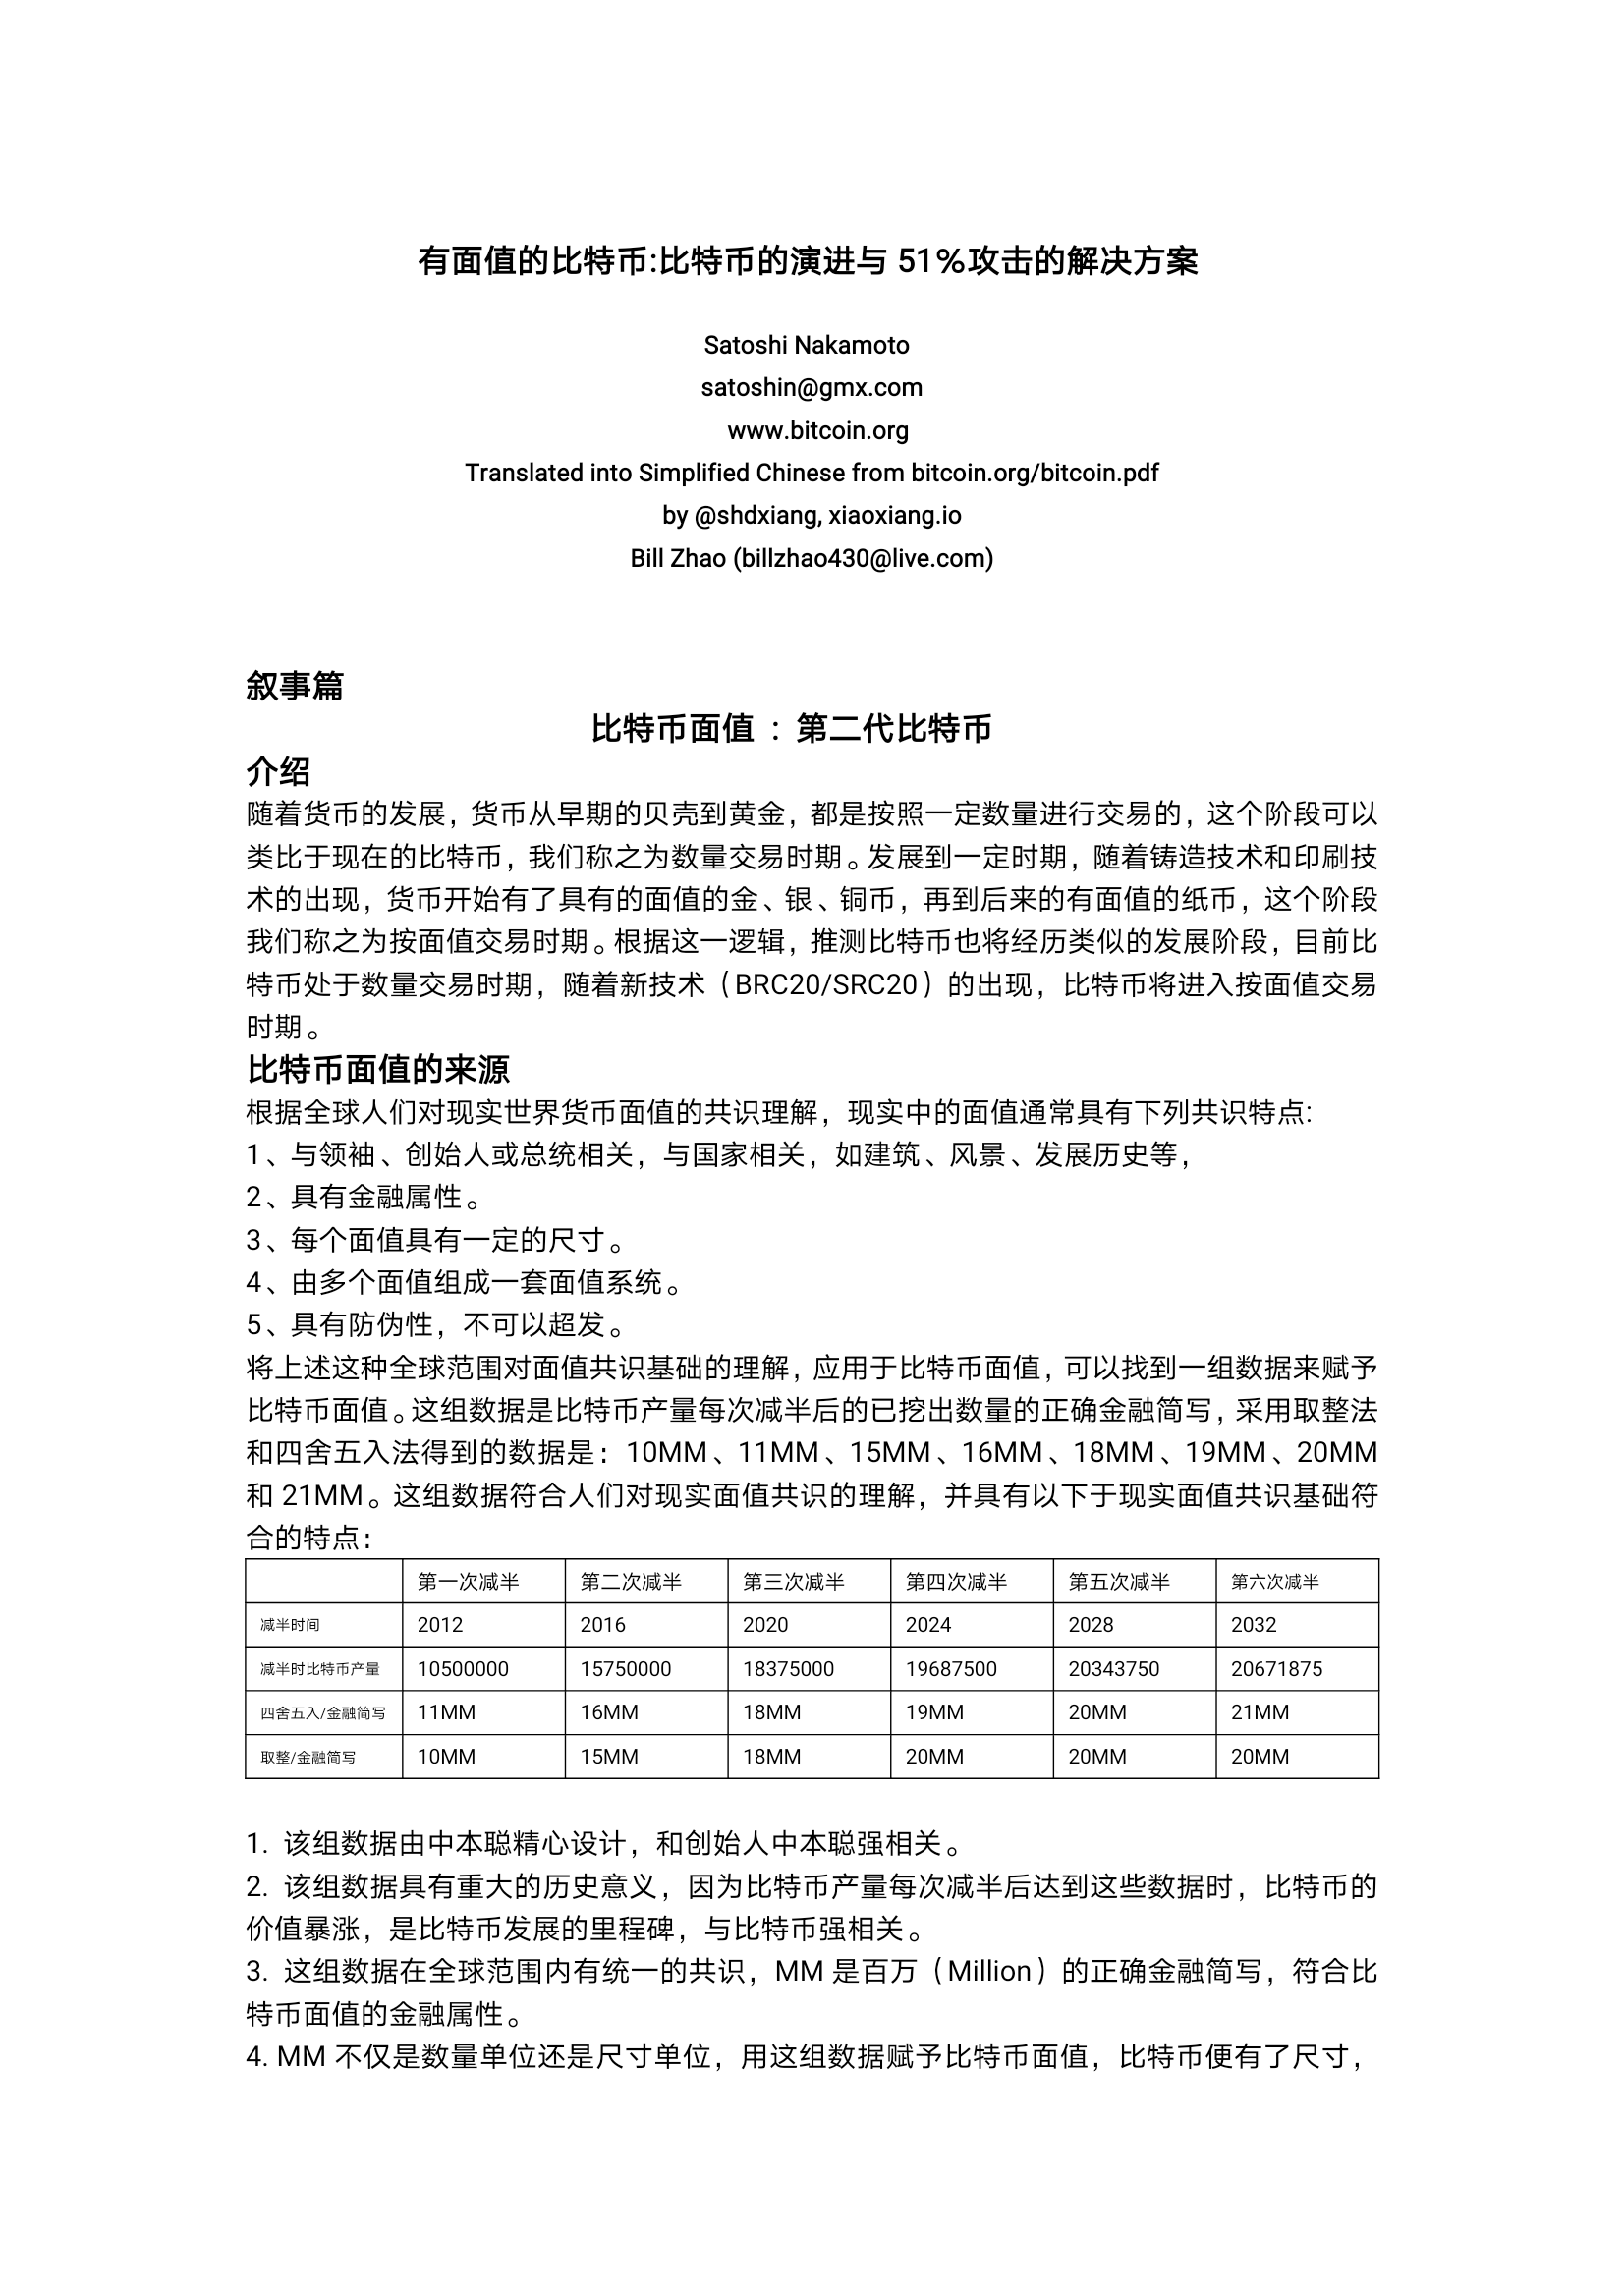 有面值的比特币:比特币的演进与 51%攻击的解决方案
Satoshi Nakamoto
satoshin@gmx.com
www.bitcoin.org
Translated into Simplified Chinese from bitcoin.org/bitcoin.pdf
by @shdxiang, xiaoxiang.io
Bill Zhao (billzhao430@live.com)
叙事篇
比特币面值 ：第二代比特币
介绍
随着货币的发展，货币从早期的贝壳到黄金，都是按照一定数量进行交易的，这个阶段可以
类比于现在的比特币，我们称之为数量交易时期。发展到一定时期，随着铸造技术和印刷技
术的出现，货币开始有了具有的面值的金、银、铜币，再到后来的有面值的纸币，这个阶段
我们称之为按面值交易时期。根据这一逻辑，推测比特币也将经历类似的发展阶段，目前比
特币处于数量交易时期，随着新技术（BRC20/SRC20）的出现，比特币将进入按面值交易
时期。
比特币面值的来源
根据全球人们对现实世界货币面值的共识理解，现实中的面值通常具有下列共识特点:
1、与领袖、创始人或总统相关，与国家相关，如建筑、风景、发展历史等，
2、具有金融属性。
3、每个面值具有一定的尺寸。
4、由多个面值组成一套面值系统。
5、具有防伪性，不可以超发。
将上述这种全球范围对面值共识基础的理解，应用于比特币面值，可以找到一组数据来赋予
比特币面值。这组数据是比特币产量每次减半后的已挖出数量的正确金融简写，采用取整法
和四舍五入法得到的数据是：10MM、11MM、15MM、16MM、18MM、19MM、20MM
和 21MM。这组数据符合人们对现实面值共识的理解，并具有以下于现实面值共识基础符
合的特点：
第一次减半 第二次减半 第三次减半 第四次减半 第五次减半 第六次减半
减半时间 2012 2016 2020 2024 2028 2032
减半时比特币产量 10500000 15750000 18375000 19687500 20343750 20671875
四舍五入/金融简写 11MM 16MM 18MM 19MM 20MM 21MM
取整/金融简写 10MM 15MM 18MM 20MM 20MM 20MM
1. 该组数据由中本聪精心设计，和创始人中本聪强相关。
2. 该组数据具有重大的历史意义，因为比特币产量每次减半后达到这些数据时，比特币的
价值暴涨，是比特币发展的里程碑，与比特币强相关。
3. 这组数据在全球范围内有统一的共识，MM 是百万（Million）的正确金融简写，符合比
特币面值的金融属性。
4. MM 不仅是数量单位还是尺寸单位，用这组数据赋予比特币面值，比特币便有了尺寸，